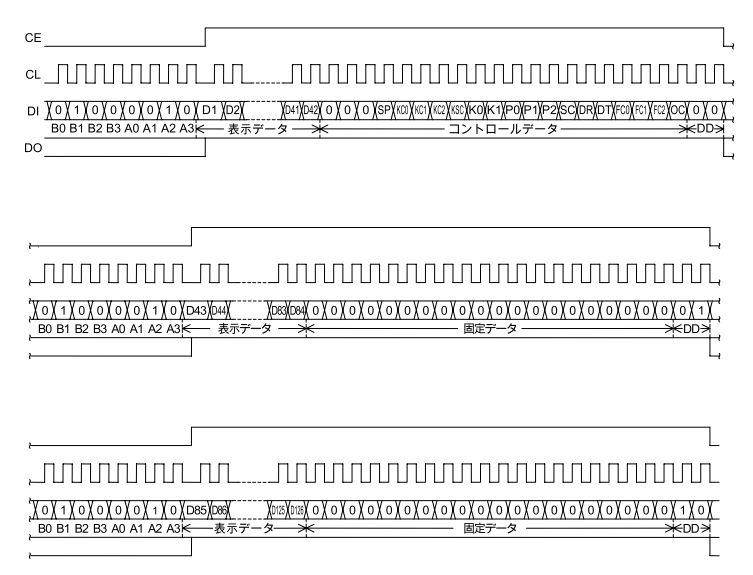 CE
CL
DI 0 1 0 0 0 0 1 0 D1 D2 D41 D42 0 0 0 SP KC0 KC1 KC2 KSC K0 K1 P0 P1 P2 SC DR DT FC0 FC1 FC2 OC 0 0
B0 B1 B2 B3 A0 A1 A2 A3 表示データ コントロールデータ DD
DO
0 1 0 0 0 0 1 0 D43 D44 D83 D84 0 0 0 0 0 0 0 0 0 0 0 0 0 0 0 0 0 0 0 0 0 1
B0 B1 B2 B3 A0 A1 A2 A3 表示データ 固定データ DD
0 1 0 0 0 0 1 0 D85 D86 D125 D126 0 0 0 0 0 0 0 0 0 0 0 0 0 0 0 0 0 0 0 0 1 0
B0 B1 B2 B3 A0 A1 A2 A3 表示データ 固定データ DD